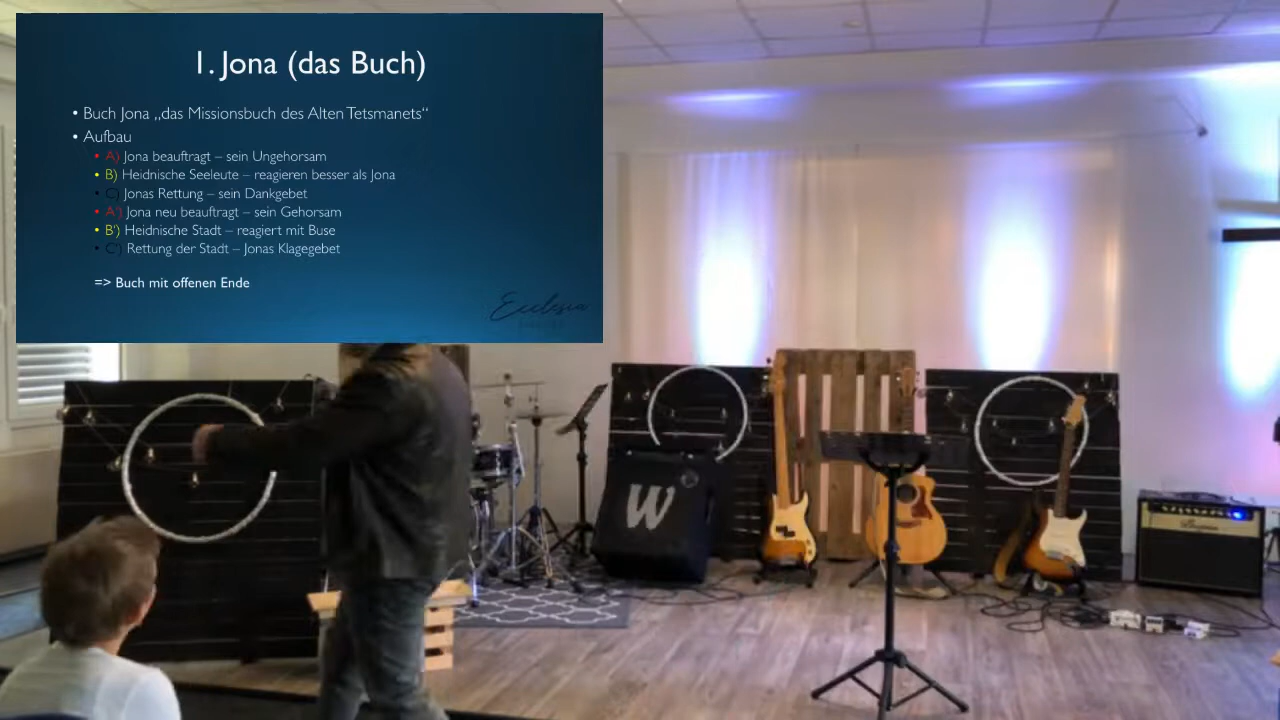 1. Jona (das Buch)
• Buch Jona „das Missionsbuch des Alten Tetsmanets“
• Aufbau
• A) Jona beauftragt – sein Ungehorsam
• B) Heidnische Seeleute – reagieren besser als Jona
• C) Jonas Rettung – sein Dankgebet
• A') Jona neu beauftragt – sein Gehorsam
• B') Heidnische Stadt – reagiert mit Buse
• C') Rettung der Stadt – Jonas Klagegebet
=> Buch mit offenen Ende
Ecclesia
W